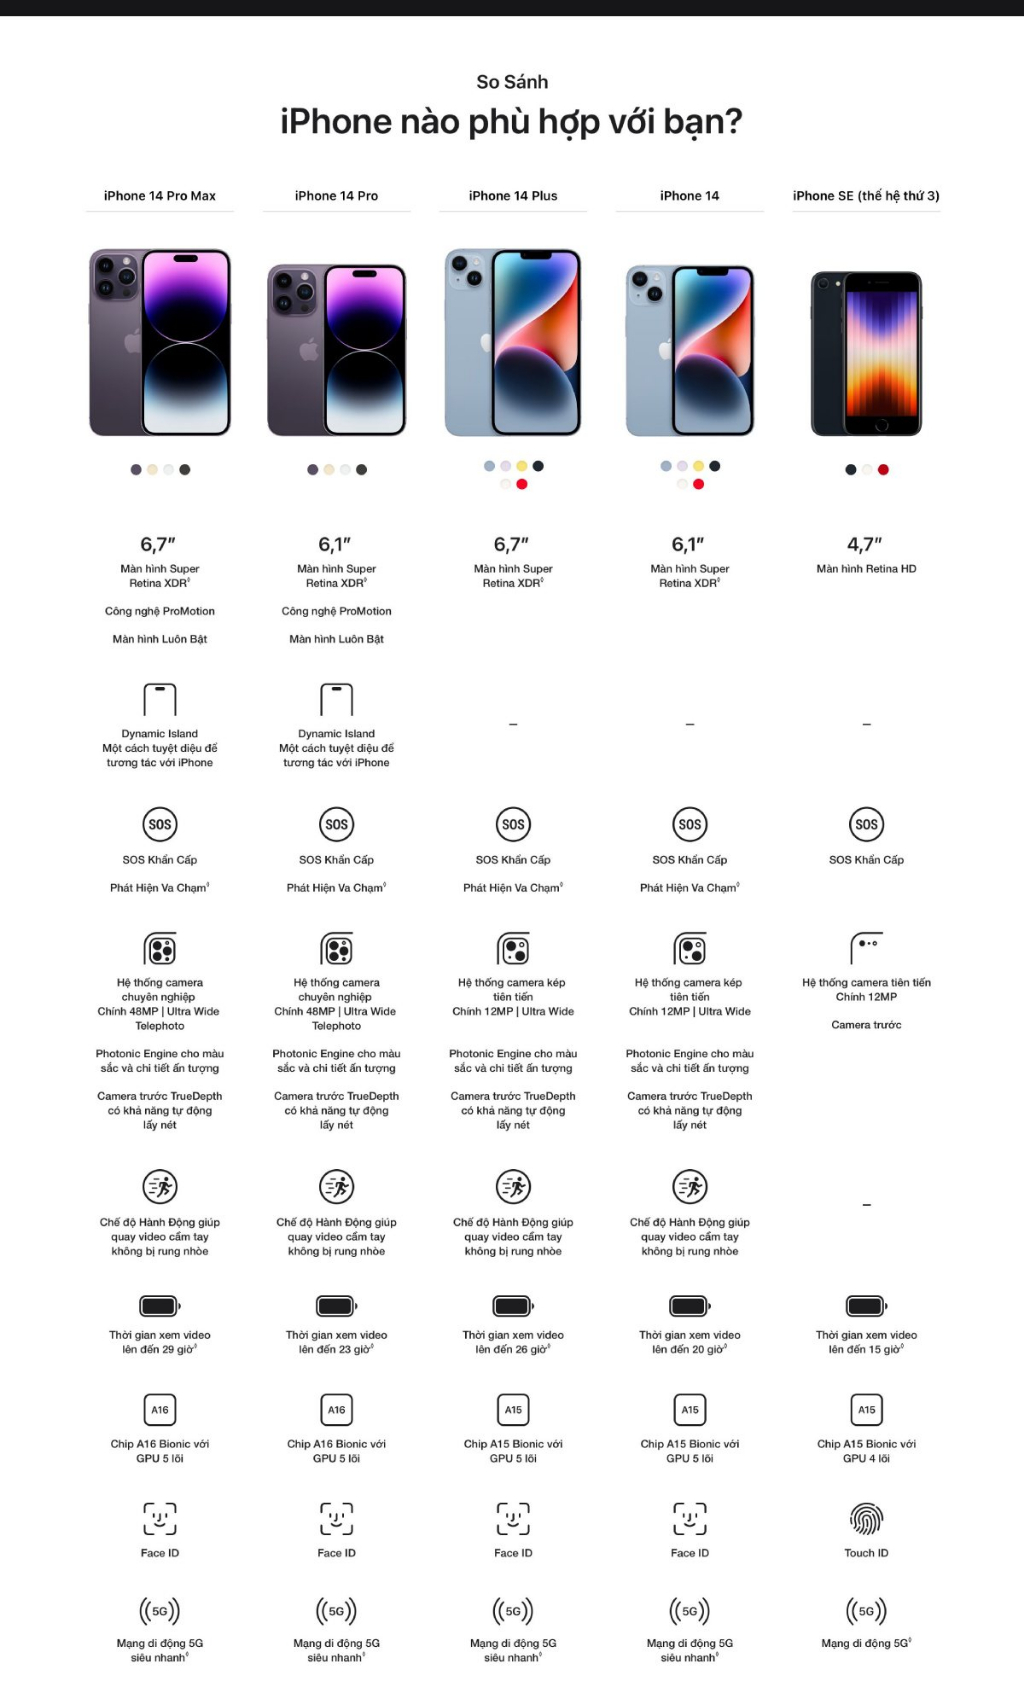 So Sánh
iPhone nào phù hợp với bạn?
iPhone 14 Pro Max
iPhone 14 Pro
iPhone 14 Plus
iPhone 14
iPhone SE (thế hệ thứ 3)
6,7″
6,1″
6,7″
6,1″
4,7″
Màn hình Super
Retina XDR◊
Màn hình Super
Retina XDR◊
Màn hình Super
Retina XDR◊
Màn hình Super
Retina XDR◊
Màn hình Retina HD
Công nghệ ProMotion
Công nghệ ProMotion
Màn hình Luôn Bật
Màn hình Luôn Bật
Dynamic Island
Một cách tuyệt diệu để
tương tác với iPhone
Dynamic Island
Một cách tuyệt diệu để
tương tác với iPhone
–
–
–
SOS
SOS
SOS
SOS
SOS
SOS Khẩn Cấp
SOS Khẩn Cấp
SOS Khẩn Cấp
SOS Khẩn Cấp
SOS Khẩn Cấp
Phát Hiện Va Chạm◊
Phát Hiện Va Chạm◊
Phát Hiện Va Chạm◊
Phát Hiện Va Chạm◊
Hệ thống camera
chuyên nghiệp
Chính 48MP | Ultra Wide
Telephoto
Hệ thống camera
chuyên nghiệp
Chính 48MP | Ultra Wide
Telephoto
Hệ thống camera kép
tiên tiến
Chính 12MP | Ultra Wide
Hệ thống camera kép
tiên tiến
Chính 12MP | Ultra Wide
Hệ thống camera tiên tiến
Chính 12MP
Camera trước
Photonic Engine cho màu
sắc và chi tiết ấn tượng
Photonic Engine cho màu
sắc và chi tiết ấn tượng
Photonic Engine cho màu
sắc và chi tiết ấn tượng
Photonic Engine cho màu
sắc và chi tiết ấn tượng
Camera trước TrueDepth
có khả năng tự động
lấy nét
Camera trước TrueDepth
có khả năng tự động
lấy nét
Camera trước TrueDepth
có khả năng tự động
lấy nét
Camera trước TrueDepth
có khả năng tự động
lấy nét
Chế độ Hành Động giúp
quay video cầm tay
không bị rung nhòe
Chế độ Hành Động giúp
quay video cầm tay
không bị rung nhòe
Chế độ Hành Động giúp
quay video cầm tay
không bị rung nhòe
Chế độ Hành Động giúp
quay video cầm tay
không bị rung nhòe
–
Thời gian xem video
lên đến 29 giờ◊
Thời gian xem video
lên đến 23 giờ◊
Thời gian xem video
lên đến 26 giờ◊
Thời gian xem video
lên đến 20 giờ◊
Thời gian xem video
lên đến 15 giờ◊
A16
A16
A15
A15
A15
Chip A16 Bionic với
GPU 5 lõi
Chip A16 Bionic với
GPU 5 lõi
Chip A15 Bionic với
GPU 5 lõi
Chip A15 Bionic với
GPU 5 lõi
Chip A15 Bionic với
GPU 4 lõi
Face ID
Face ID
Face ID
Face ID
Touch ID
5G
5G
5G
5G
5G
Mạng di động 5G
siêu nhanh◊
Mạng di động 5G
siêu nhanh◊
Mạng di động 5G
siêu nhanh◊
Mạng di động 5G
siêu nhanh◊
Mạng di động 5G◊